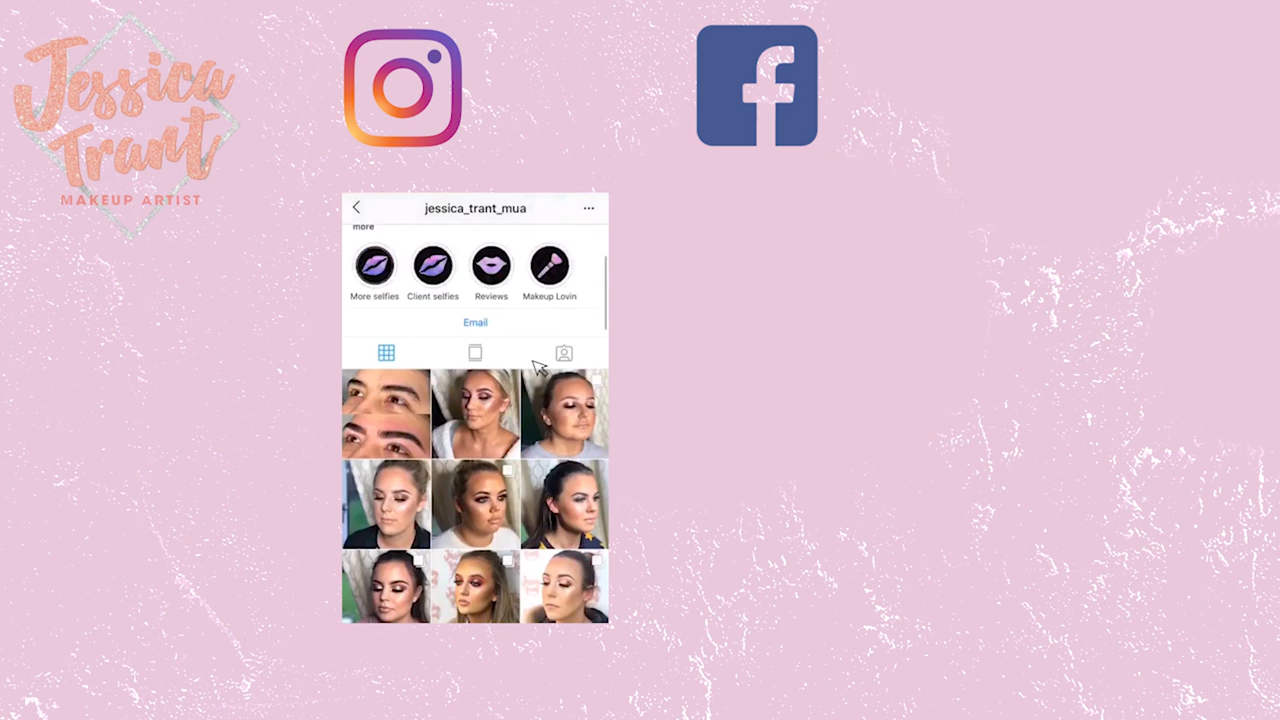 Jessica
Trant
MAKEUP ARTIST
jessica_trant_mua
more
More selfies
Client selfies
Reviews
Makeup Lovin
Email